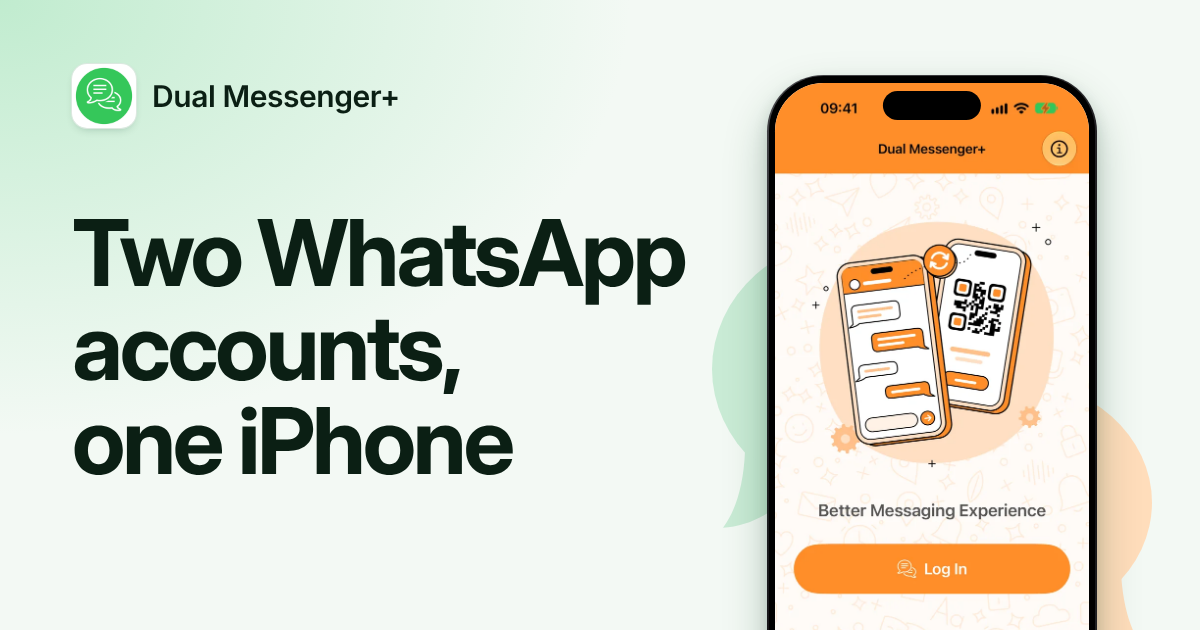 Dual Messenger+
Two WhatsApp
accounts,
one iPhone
09:41
Dual Messenger+
Better Messaging Experience
Log In